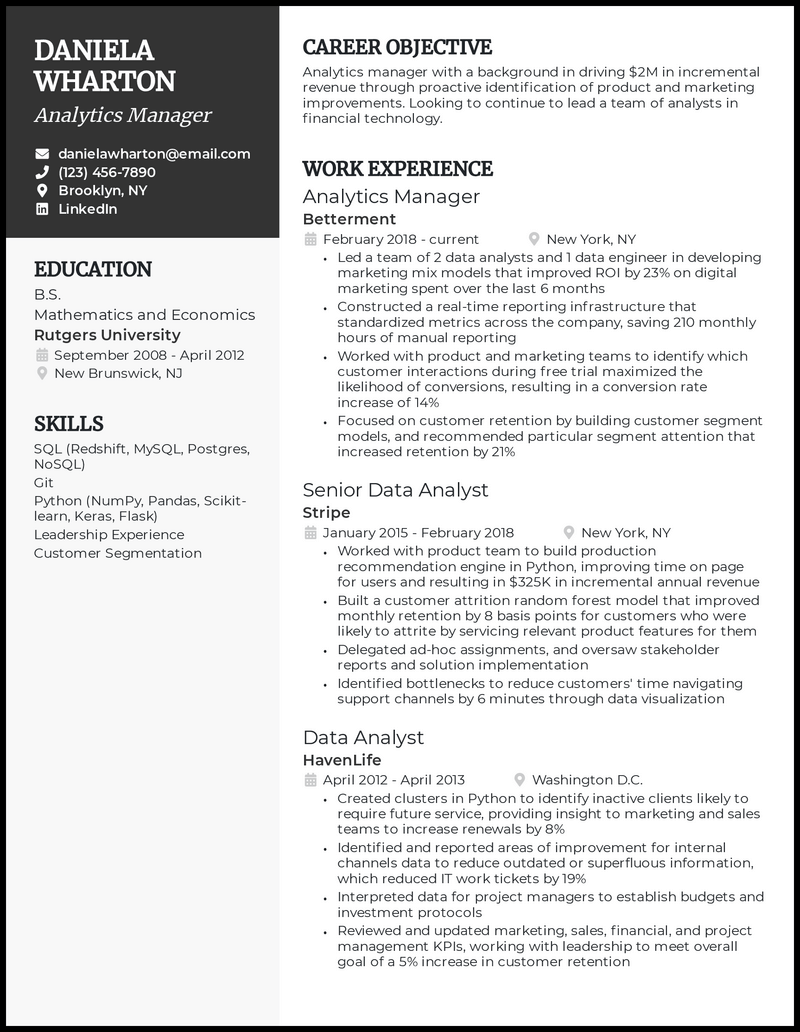 DANIELA
WHARTON
Analytics Manager
danielawharton@email.com
(123) 456-7890
Brooklyn, NY
LinkedIn
EDUCATION
B.S.
Mathematics and Economics
Rutgers University
September 2008 - April 2012
New Brunswick, NJ
SKILLS
SQL (Redshift, MySQL, Postgres,
NoSQL)
Git
Python (NumPy, Pandas, Scikit-
learn, Keras, Flask)
Leadership Experience
Customer Segmentation
CAREER OBJECTIVE
Analytics manager with a background in driving $2M in incremental
revenue through proactive identification of product and marketing
improvements. Looking to continue to lead a team of analysts in
financial technology.
WORK EXPERIENCE
Analytics Manager
Betterment
February 2018 - current New York, NY
• Led a team of 2 data analysts and 1 data engineer in developing
marketing mix models that improved ROI by 23% on digital
marketing spent over the last 6 months
• Constructed a real-time reporting infrastructure that
standardized metrics across the company, saving 210 monthly
hours of manual reporting
• Worked with product and marketing teams to identify which
customer interactions during free trial maximized the
likelihood of conversions, resulting in a conversion rate
increase of 14%
• Focused on customer retention by building customer segment
models, and recommended particular segment attention that
increased retention by 21%
Senior Data Analyst
Stripe
January 2015 - February 2018 New York, NY
• Worked with product team to build production
recommendation engine in Python, improving time on page
for users and resulting in $325K in incremental annual revenue
• Built a customer attrition random forest model that improved
monthly retention by 8 basis points for customers who were
likely to attrite by servicing relevant product features for them
• Delegated ad-hoc assignments, and oversaw stakeholder
reports and solution implementation
• Identified bottlenecks to reduce customers' time navigating
support channels by 6 minutes through data visualization
Data Analyst
HavenLife
April 2012 - April 2013 Washington D.C.
• Created clusters in Python to identify inactive clients likely to
require future service, providing insight to marketing and sales
teams to increase renewals by 8%
• Identified and reported areas of improvement for internal
channels data to reduce outdated or superfluous information,
which reduced IT work tickets by 19%
• Interpreted data for project managers to establish budgets and
investment protocols
• Reviewed and updated marketing, sales, financial, and project
management KPIs, working with leadership to meet overall
goal of a 5% increase in customer retention